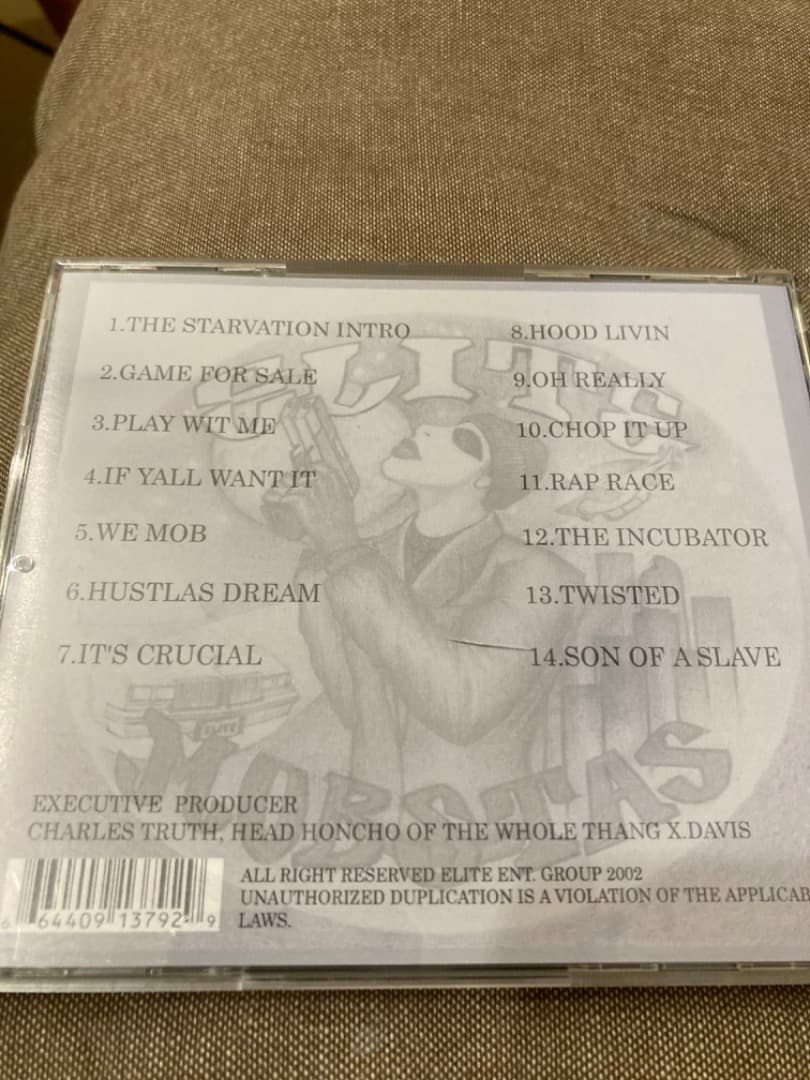 1.THE STARVATION INTRO
2.GAME FOR SALE
3.PLAY WIT ME
4.IF YALL WANT IT
5.WE MOB
6.HUSTLAS DREAM
7.IT'S CRUCIAL
8.HOOD LIVIN
9.OH REALLY
10.CHOP IT UP
11.RAP RACE
12.THE INCUBATOR
13.TWISTED
14.SON OF A SLAVE
ELITE
ELITE
MOBSTAS
EXECUTIVE PRODUCER
CHARLES TRUTH, HEAD HONCHO OF THE WHOLE THANG X.DAVIS
ALL RIGHT RESERVED ELITE ENT. GROUP 2002
UNAUTHORIZED DUPLICATION IS A VIOLATION OF THE APPLICAB
LAWS.
6 64409 13792 9